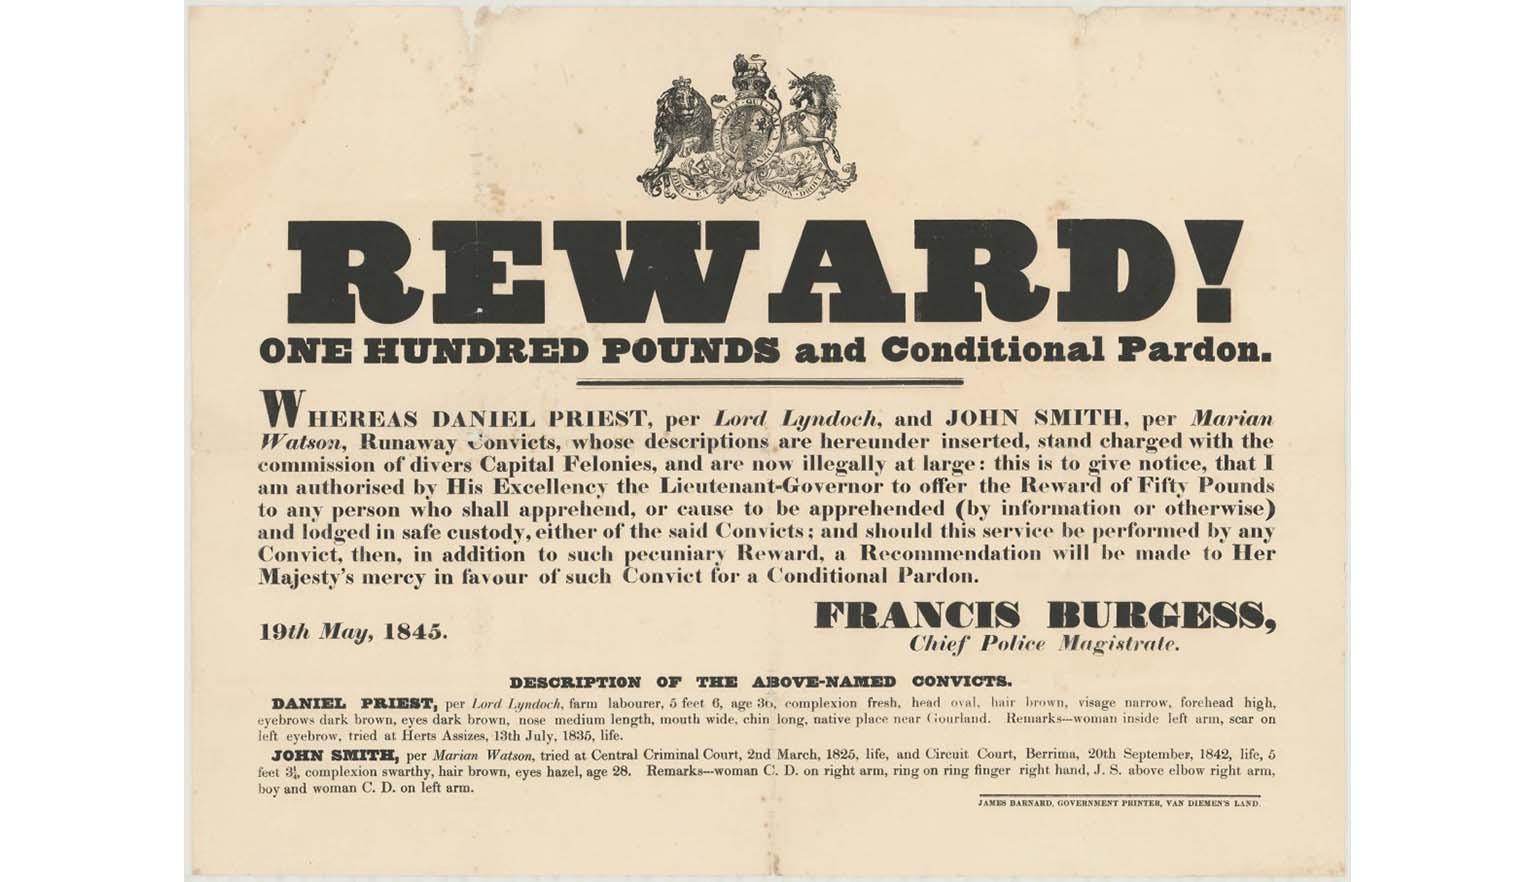 HONI SOIT QUI MAL Y PENSE
DIEU ET MON DROIT
REWARD!
ONE HUNDRED POUNDS and Conditional Pardon.
WHEREAS DANIEL PRIEST, per Lord Lyndoch, and JOHN SMITH, per Marian
Watson, Runaway Convicts, whose descriptions are hereunder inserted, stand charged with the
commission of divers Capital Felonies, and are now illegally at large: this is to give notice, that I
am authorised by His Excellency the Lieutenant-Governor to offer the Reward of Fifty Pounds
to any person who shall apprehend, or cause to be apprehended (by information or otherwise)
and lodged in safe custody, either of the said Convicts; and should this service be performed by any
Convict, then, in addition to such pecuniary Reward, a Recommendation will be made to Her
Majesty's mercy in favour of such Convict for a Conditional Pardon.
FRANCIS BURGESS,
19th May, 1845.
Chief Police Magistrate.
DESCRIPTION OF THE ABOVE-NAMED CONVICTS.
DANIEL PRIEST, per Lord Lyndoch, farm labourer, 5 feet 6, age 36, complexion fresh, head oval, hair brown, visage narrow, forehead high,
eyebrows dark brown, eyes dark brown, nose medium length, mouth wide, chin long, native place near Gourland. Remarks--woman inside left arm, scar on
left eyebrow, tried at Herts Assizes, 13th July, 1835, life.
JOHN SMITH, per Marian Watson, tried at Central Criminal Court, 2nd March, 1825, life, and Circuit Court, Berrima, 20th September, 1842, life, 5
feet 3¼, complexion swarthy, hair brown, eyes hazel, age 28. Remarks--woman C. D. on right arm, ring on ring finger right hand, J. S. above elbow right arm,
boy and woman C. D. on left arm.
JAMES BARNARD, GOVERNMENT PRINTER, VAN DIEMEN'S LAND.